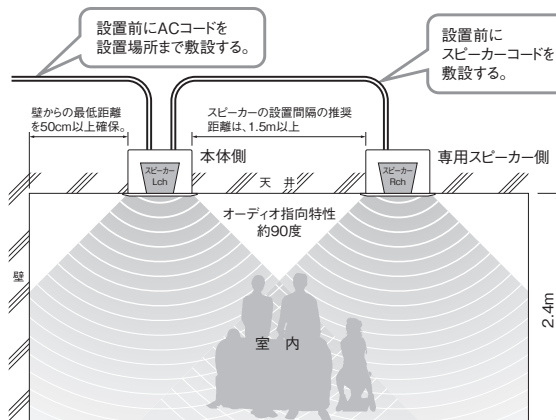 設置前にACコードを
設置場所まで敷設する。
設置前に
スピーカーコードを
敷設する。
壁からの最低距離
を50cm以上確保。
スピーカーの設置間隔の推奨
距離は、1.5m以上
本体側
専用スピーカー側
スピーカー
Lch
スピーカー
Rch
天 井
オーディオ指向特性
約90度
壁
室 内
2.4m